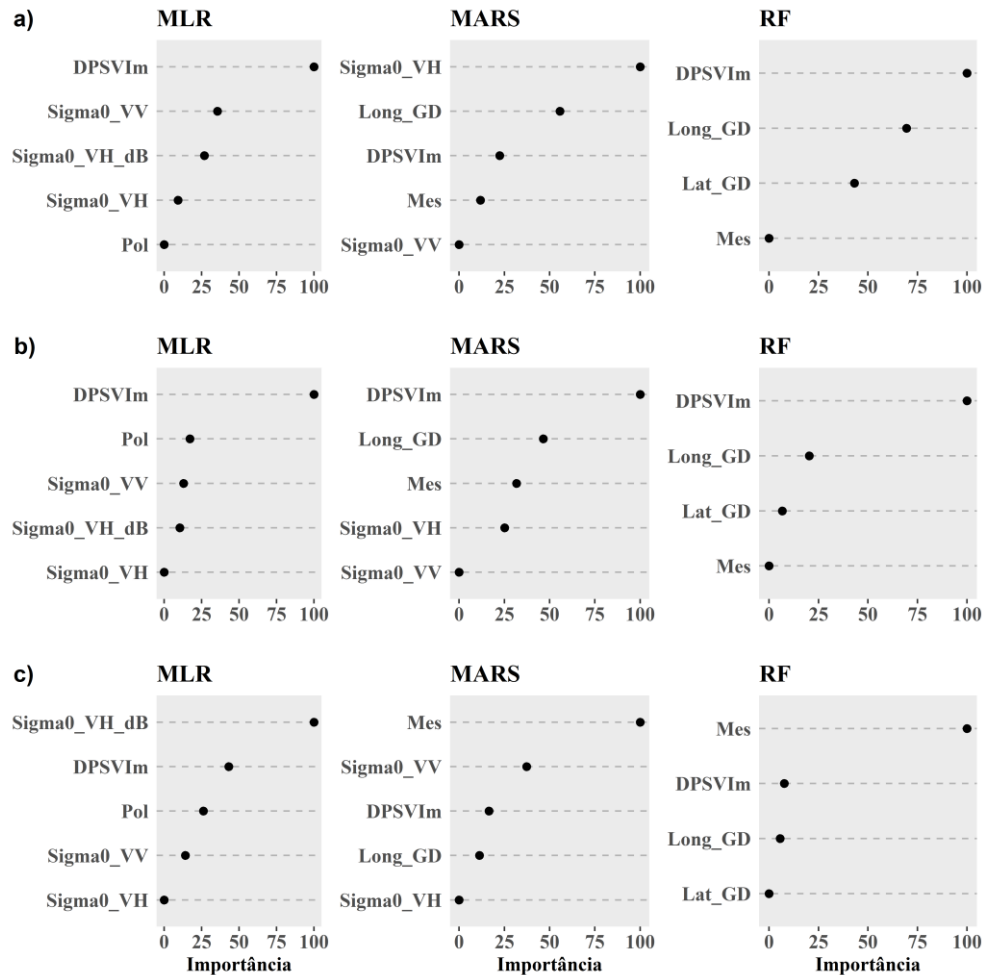 a)
MLR
DPSVIm
Sigma0_VV
Sigma0_VH_dB
Sigma0_VH
Pol
0 25 50 75 100
MARS
Sigma0_VH
Long_GD
DPSVIm
Mes
Sigma0_VV
0 25 50 75 100
RF
DPSVIm
Long_GD
Lat_GD
Mes
0 25 50 75 100
b)
MLR
DPSVIm
Pol
Sigma0_VV
Sigma0_VH_dB
Sigma0_VH
0 25 50 75 100
MARS
DPSVIm
Long_GD
Mes
Sigma0_VH
Sigma0_VV
0 25 50 75 100
RF
DPSVIm
Long_GD
Lat_GD
Mes
0 25 50 75 100
c)
MLR
Sigma0_VH_dB
DPSVIm
Pol
Sigma0_VV
Sigma0_VH
0 25 50 75 100
Importância
MARS
Mes
Sigma0_VV
DPSVIm
Long_GD
Sigma0_VH
0 25 50 75 100
Importância
RF
Mes
DPSVIm
Long_GD
Lat_GD
0 25 50 75 100
Importância